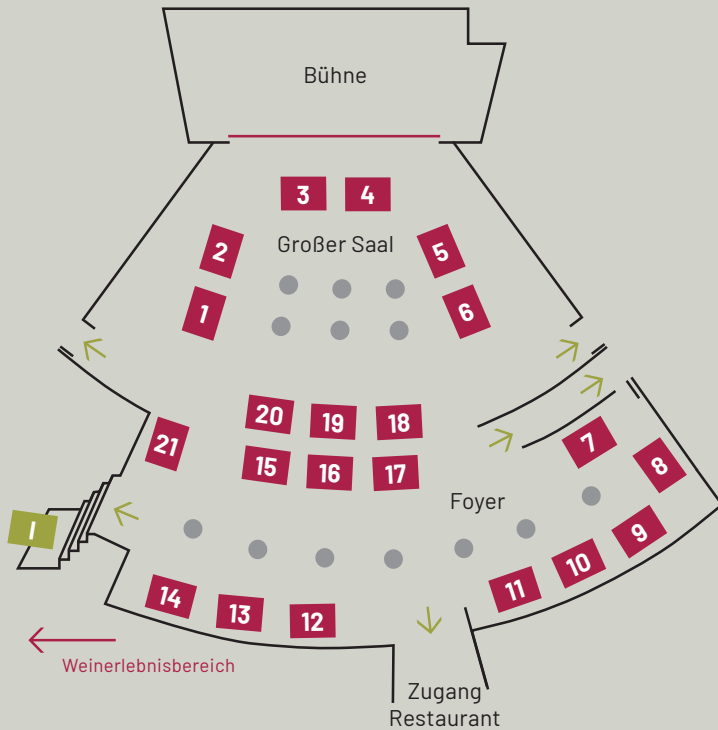 Bühne
3 4
2
Großer Saal
5
1
6
20 19 18
21
7
15 16 17
8
Foyer
I
9
10
11
14 13 12
Weinerlebnisbereich
Zugang
Restaurant